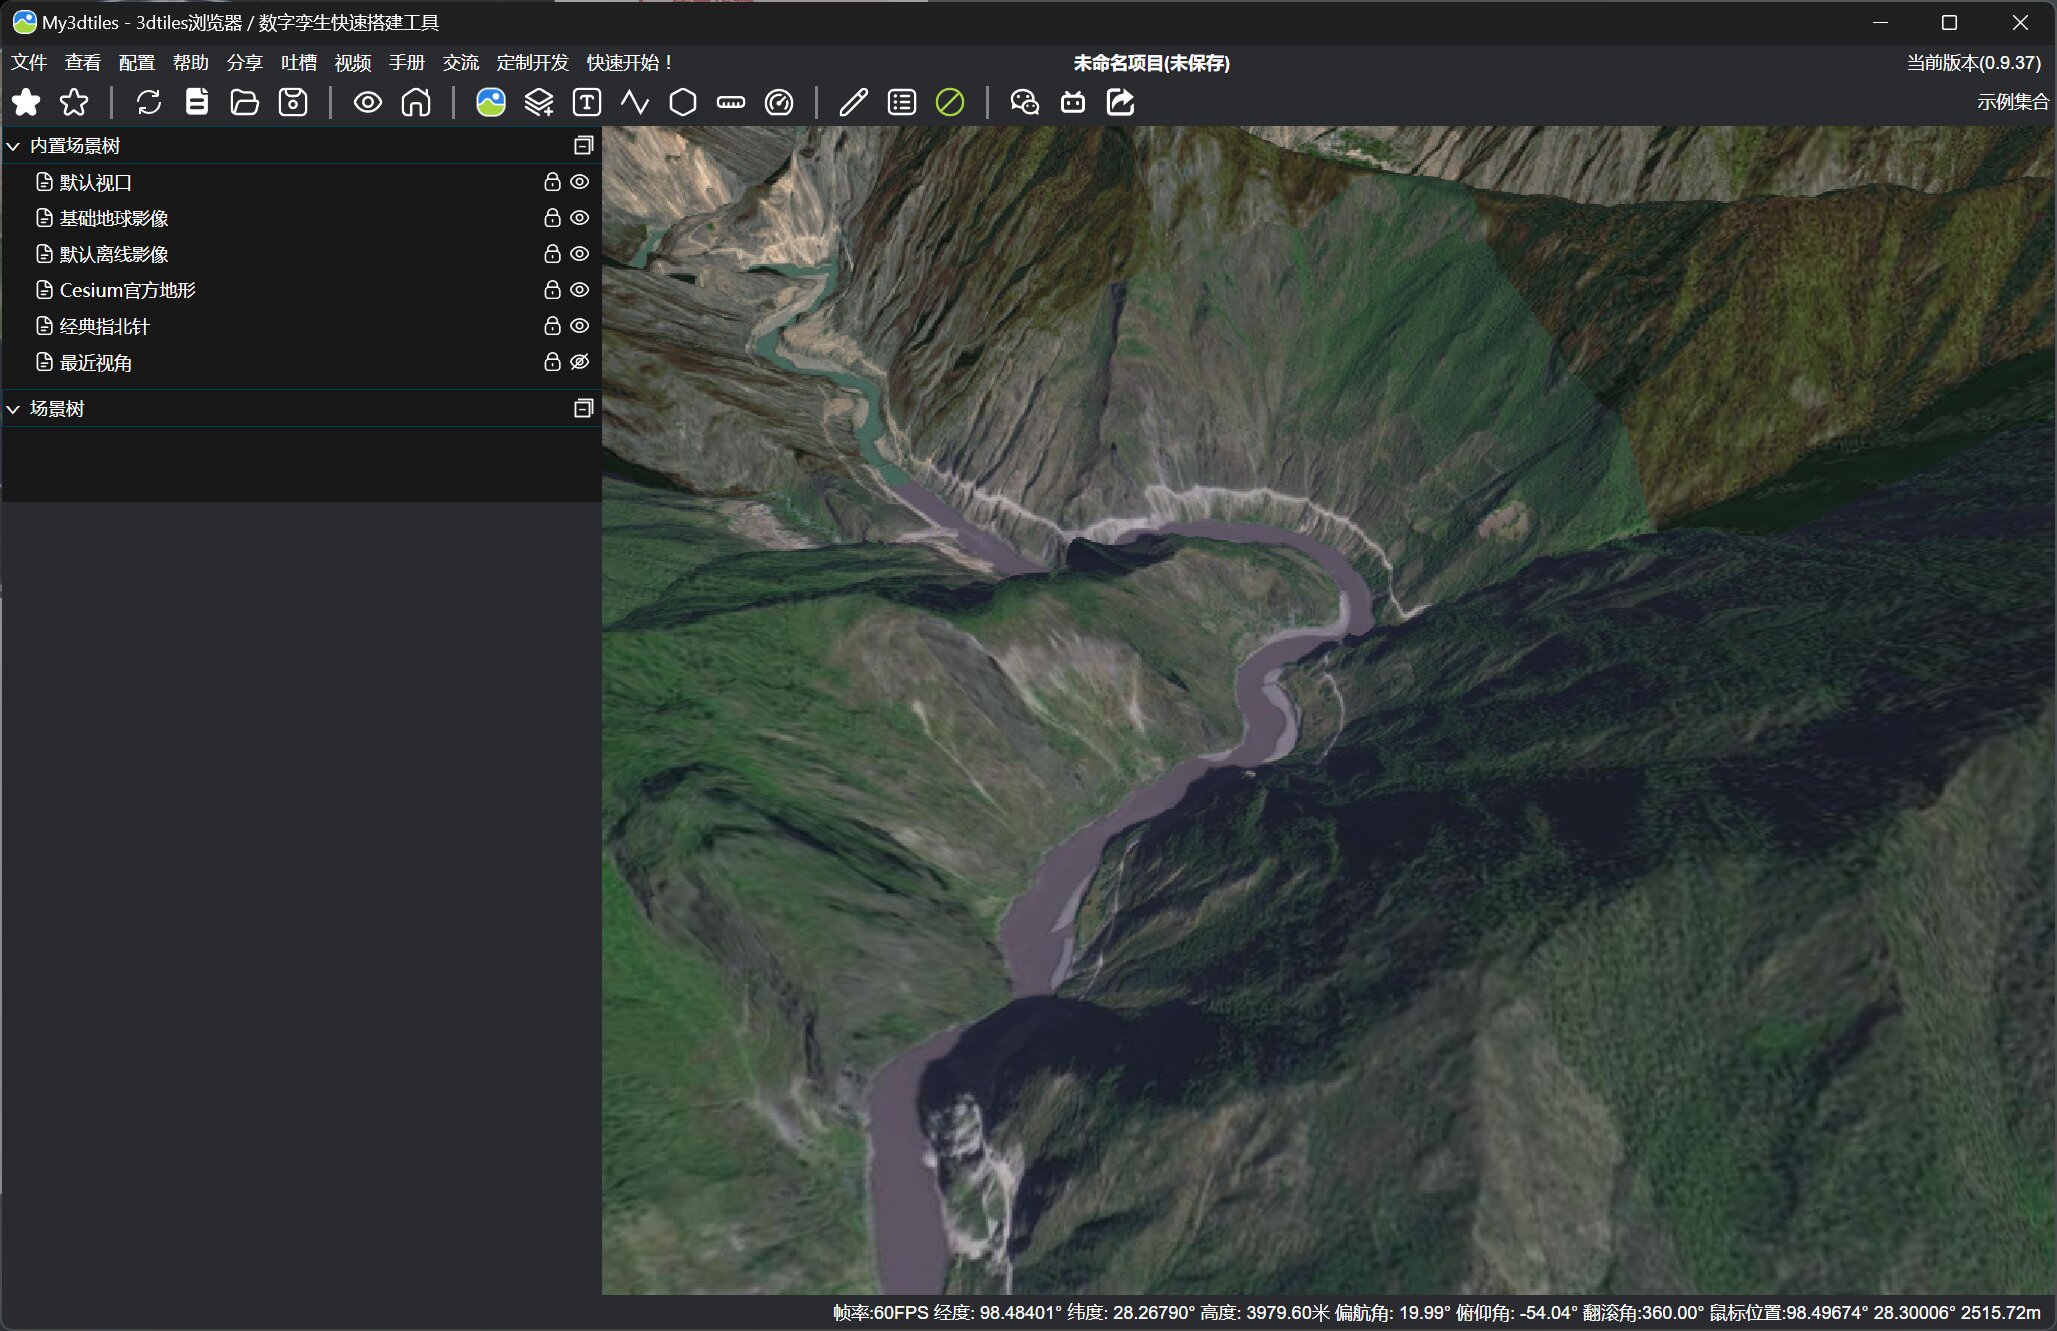 My3dtiles - 3dtiles浏览器 / 数字孪生快速搭建工具
文件 查看 配置 帮助 分享 吐槽 视频 手册 交流 定制开发 快速开始！ 未命名项目(未保存) 当前版本(0.9.37)
示例集合
内置场景树
默认视口
基础地球影像
默认离线影像
Cesium官方地形
经典指北针
最近视角
场景树
帧率:60FPS 经度: 98.48401° 纬度: 28.26790° 高度: 3979.60米 偏航角: 19.99° 俯仰角: -54.04° 翻滚角:360.00° 鼠标位置:98.49674° 28.30006° 2515.72m